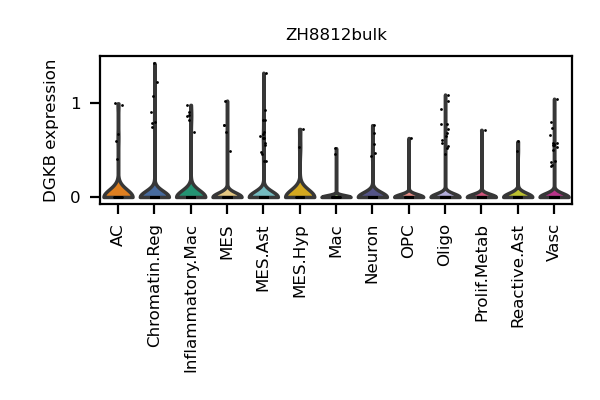 ZH8812bulk
DGKB expression
1
0
AC
Chromatin.Reg
Inflammatory.Mac
MES
MES.Ast
MES.Hyp
Mac
Neuron
OPC
Oligo
Prolif.Metab
Reactive.Ast
Vasc